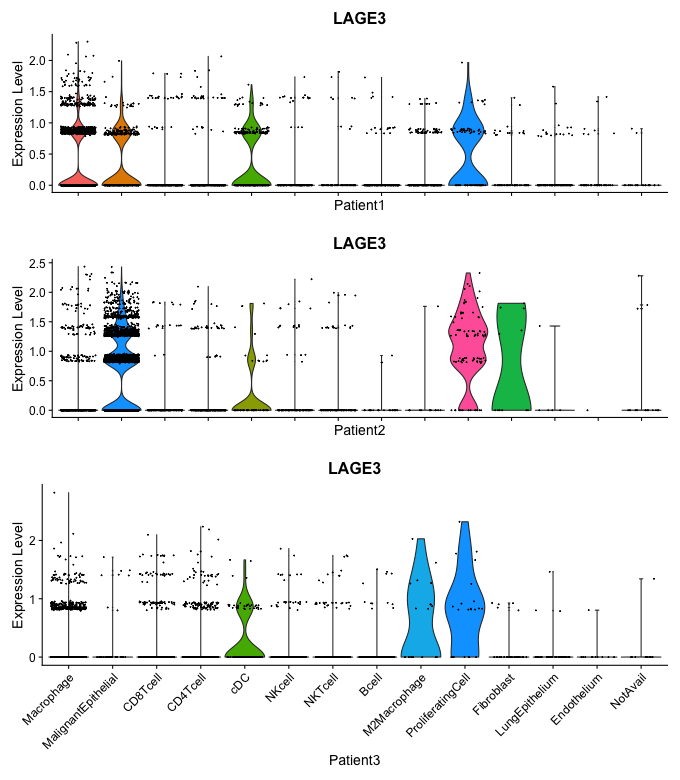 LAGE3
Expression Level
2.0
1.5
1.0
0.5
0.0
Patient1
LAGE3
Expression Level
2.5
2.0
1.5
1.0
0.5
0.0
Patient2
LAGE3
Expression Level
2
1
0
Macrophage
MalignantEpithelial
CD8Tcell
CD4Tcell
cDC
NKcell
NKTcell
Bcell
M2Macrophage
ProliferatingCell
Fibroblast
LungEpithelium
Endothelium
NotAvail
Patient3